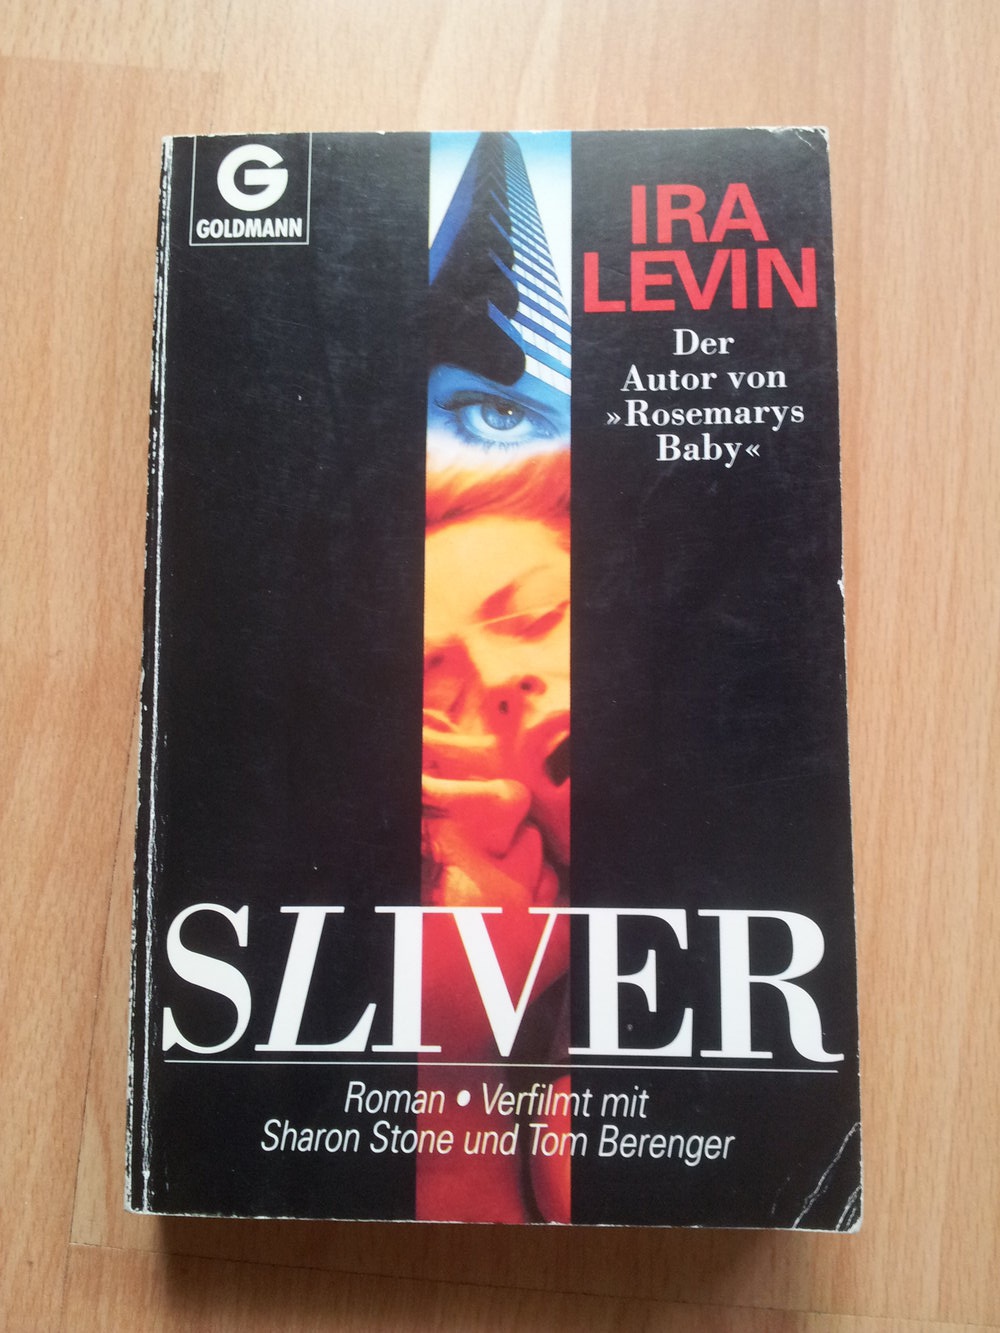 G
GOLDMANN
IRA
LEVIN
Der
Autor von
»Rosemarys
Baby«
SLIVER
Roman • Verfilmt mit
Sharon Stone und Tom Berenger